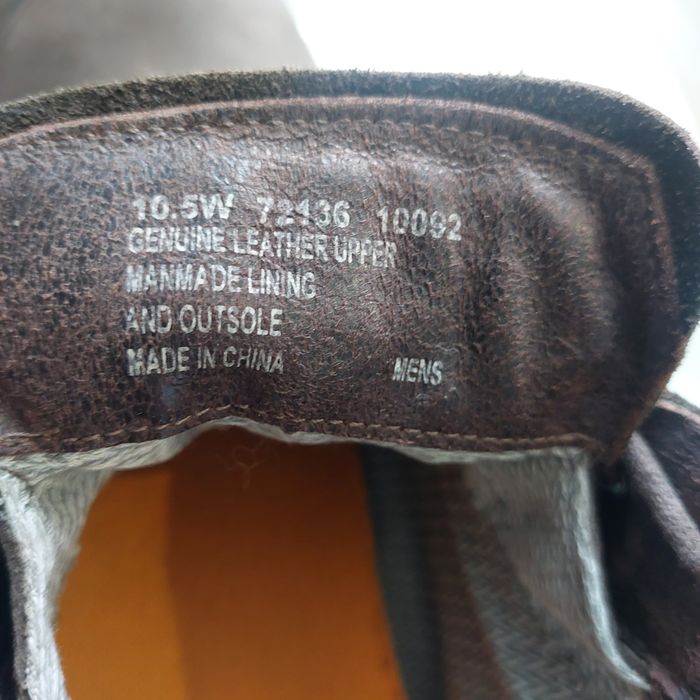 10.5W 72436 10092
GENUINE LEATHER UPPER
MANMADE LINING
AND OUTSOLE
MADE IN CHINA MENS